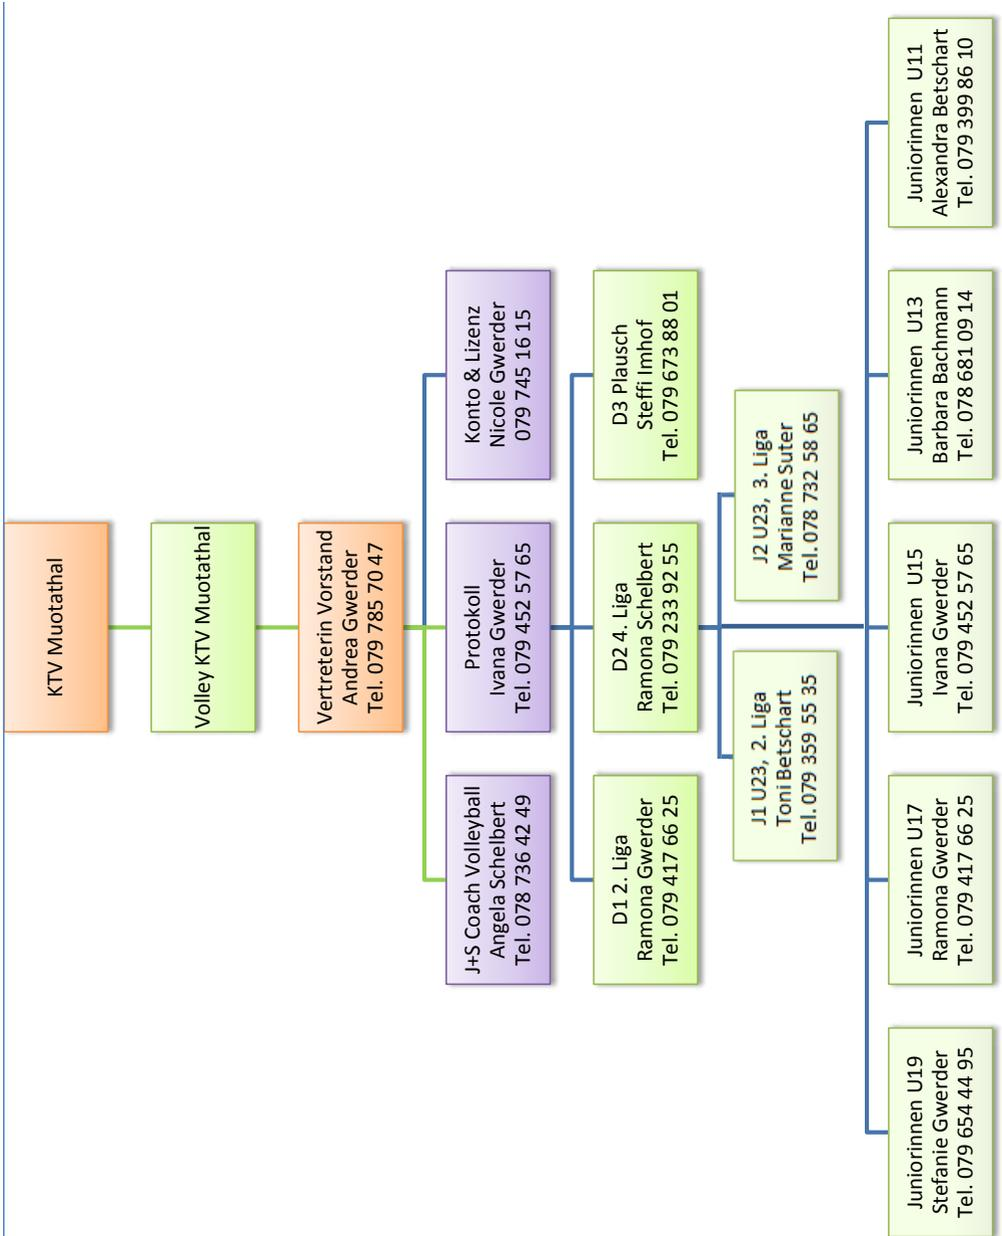 KTV Muotathal
Volley KTV Muotathal
Vertreterin Vorstand
Andrea Gwerder
Tel. 079 785 70 47
J+S Coach Volleyball
Angela Schelbert
Tel. 078 736 42 49
Protokoll
Ivana Gwerder
Tel. 079 452 57 65
Konto & Lizenz
Nicole Gwerder
079 745 16 15
D1 2. Liga
Ramona Gwerder
Tel. 079 417 66 25
D2 4. Liga
Ramona Schelbert
Tel. 079 233 92 55
D3 Plausch
Steffi Imhof
Tel. 079 673 88 01
J1 U23, 2. Liga
Toni Betschart
Tel. 079 359 55 35
J2 U23, 3. Liga
Marianne Suter
Tel. 078 732 58 65
Juniorinnen U19
Stefanie Gwerder
Tel. 079 654 44 95
Juniorinnen U17
Ramona Gwerder
Tel. 079 417 66 25
Juniorinnen U15
Ivana Gwerder
Tel. 079 452 57 65
Juniorinnen U13
Barbara Bachmann
Tel. 078 681 09 14
Juniorinnen U11
Alexandra Betschart
Tel. 079 399 86 10